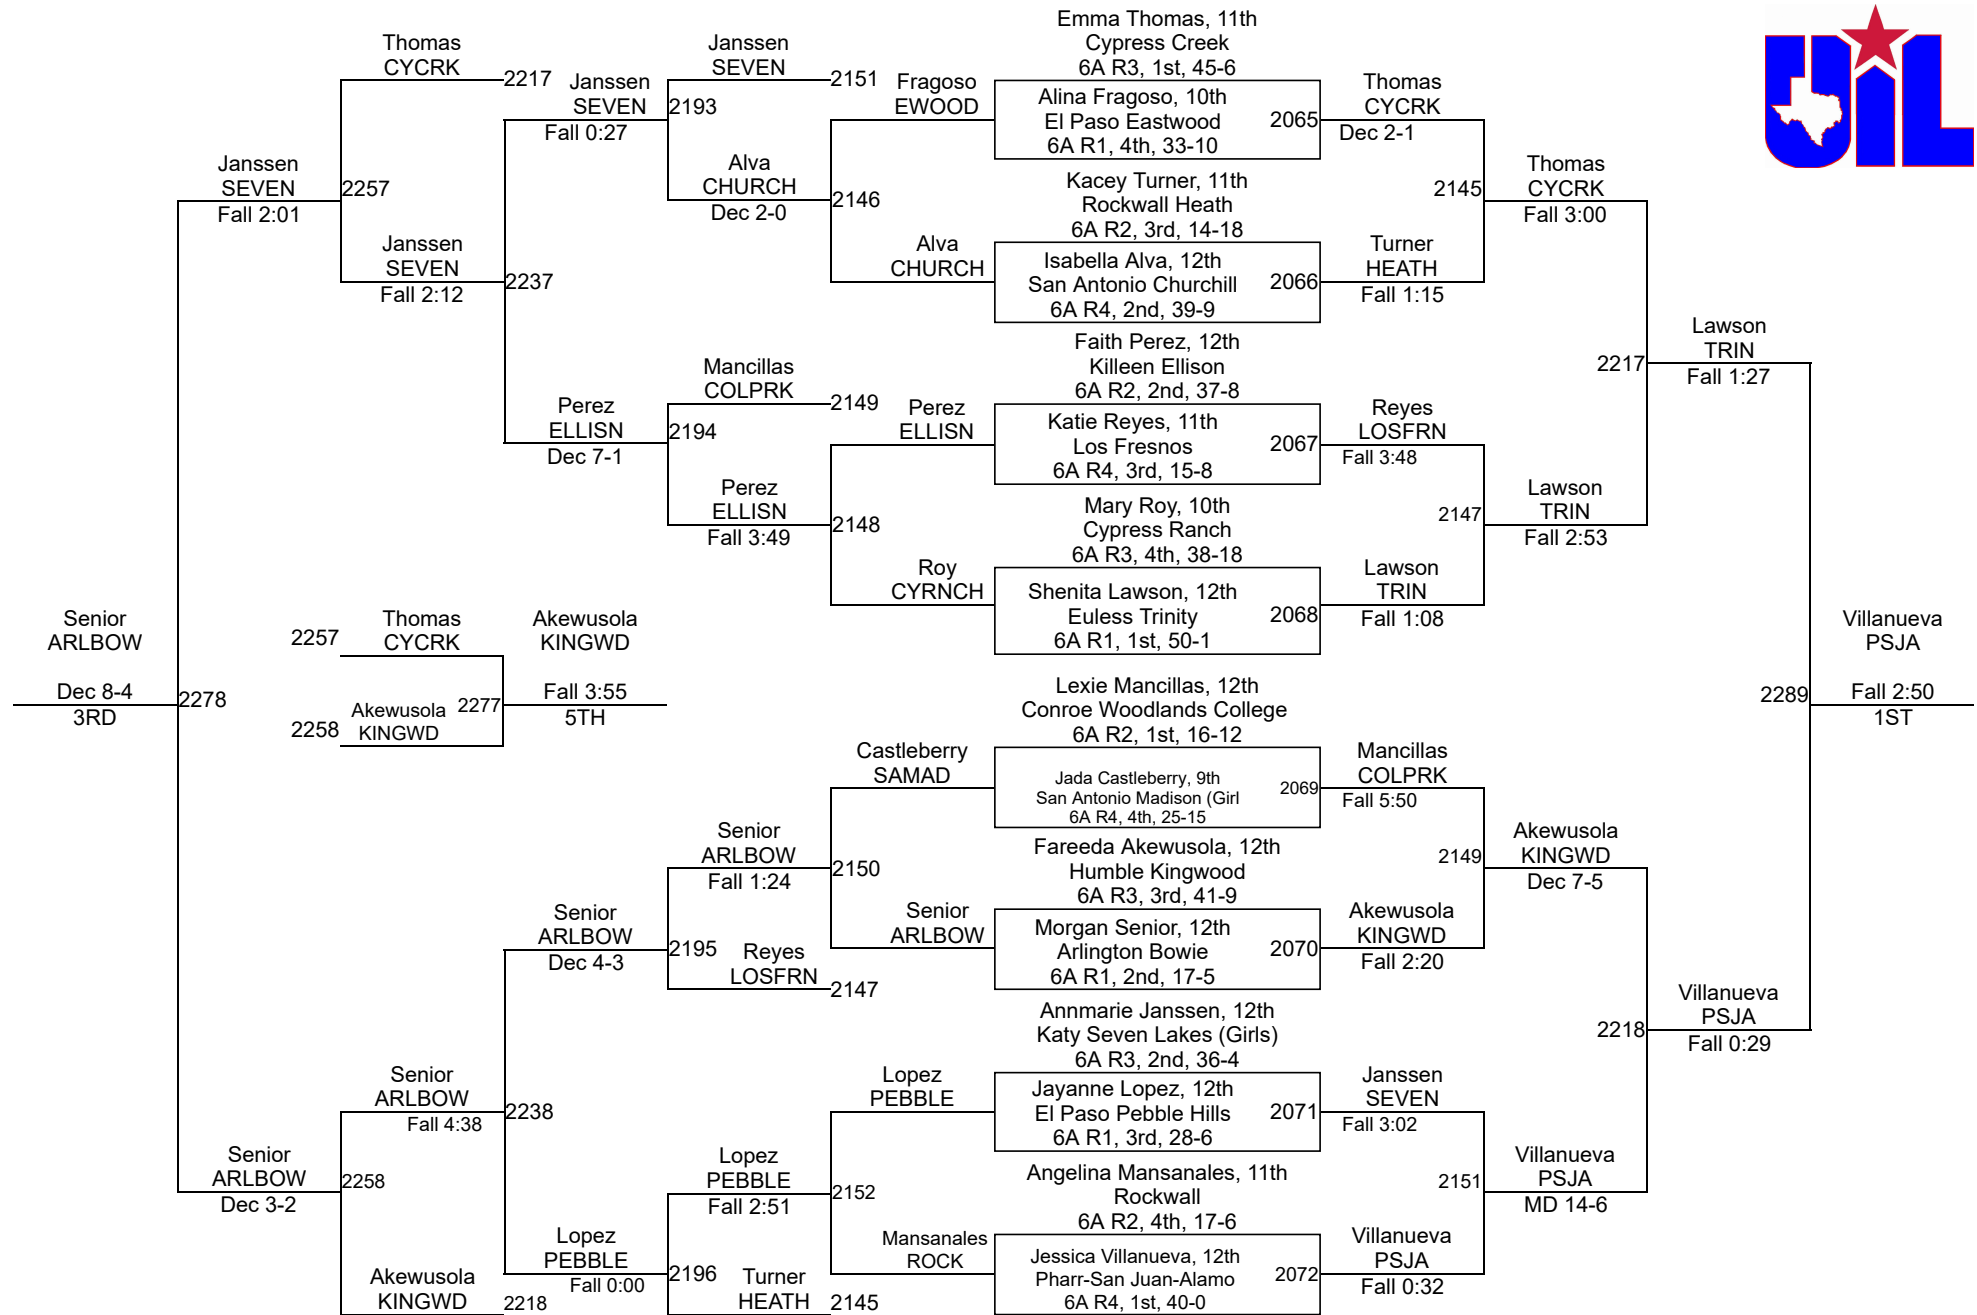 UIL
Thomas
CYCRK
2217
Janssen
SEVEN
Fall 0:27
Janssen
SEVEN
2151
2193
Alva
CHURCH
Dec 2-0
2146
Janssen
SEVEN
Fall 2:01
2257
Janssen
SEVEN
Fall 2:12
2237
Mancillas
COLPRK
2149
Perez
ELLISN
Dec 7-1
2194
Perez
ELLISN
Fall 3:49
2148
Senior
ARLBOW
Dec 8-4
3RD
2278
2257
Thomas
CYCRK
2258
Akewusola
KINGWD
2277
Akewusola
KINGWD
Fall 3:55
5TH
Senior
ARLBOW
Fall 1:24
2150
Senior
ARLBOW
Dec 4-3
2195
Reyes
LOSFRN
2147
Senior
ARLBOW
Fall 4:38
2238
Senior
ARLBOW
Dec 3-2
2258
Lopez
PEBBLE
Fall 2:51
2152
Lopez
PEBBLE
Fall 0:00
2196
Turner
HEATH
2145
Akewusola
KINGWD
2218
Fragoso
EWOOD
Alva
CHURCH
Perez
ELLISN
Roy
CYRNCH
Castleberry
SAMAD
Senior
ARLBOW
Lopez
PEBBLE
Mansanales
ROCK
Emma Thomas, 11th
Cypress Creek
6A R3, 1st, 45-6
Alina Fragoso, 10th
El Paso Eastwood
6A R1, 4th, 33-10
2065
Kacey Turner, 11th
Rockwall Heath
6A R2, 3rd, 14-18
Isabella Alva, 12th
San Antonio Churchill
6A R4, 2nd, 39-9
2066
Faith Perez, 12th
Killeen Ellison
6A R2, 2nd, 37-8
Katie Reyes, 11th
Los Fresnos
6A R4, 3rd, 15-8
2067
Mary Roy, 10th
Cypress Ranch
6A R3, 4th, 38-18
Shenita Lawson, 12th
Euless Trinity
6A R1, 1st, 50-1
2068
Lexie Mancillas, 12th
Conroe Woodlands College
6A R2, 1st, 16-12
Jada Castleberry, 9th
San Antonio Madison (Girl
6A R4, 4th, 25-15
2069
Fareeda Akewusola, 12th
Humble Kingwood
6A R3, 3rd, 41-9
Morgan Senior, 12th
Arlington Bowie
6A R1, 2nd, 17-5
2070
Annmarie Janssen, 12th
Katy Seven Lakes (Girls)
6A R3, 2nd, 36-4
Jayanne Lopez, 12th
El Paso Pebble Hills
6A R1, 3rd, 28-6
2071
Angelina Mansanales, 11th
Rockwall
6A R2, 4th, 17-6
Jessica Villanueva, 12th
Pharr-San Juan-Alamo
6A R4, 1st, 40-0
2072
Thomas
CYCRK
Dec 2-1
2145
Turner
HEATH
Fall 1:15
Thomas
CYCRK
Fall 3:00
Reyes
LOSFRN
Fall 3:48
2147
Lawson
TRIN
Fall 1:08
Lawson
TRIN
Fall 2:53
2217
Lawson
TRIN
Fall 1:27
Mancillas
COLPRK
Fall 5:50
2149
Akewusola
KINGWD
Fall 2:20
Akewusola
KINGWD
Dec 7-5
Janssen
SEVEN
Fall 3:02
2151
Villanueva
PSJA
Fall 0:32
Villanueva
PSJA
MD 14-6
2218
Villanueva
PSJA
Fall 0:29
2289
Villanueva
PSJA
Fall 2:50
1ST